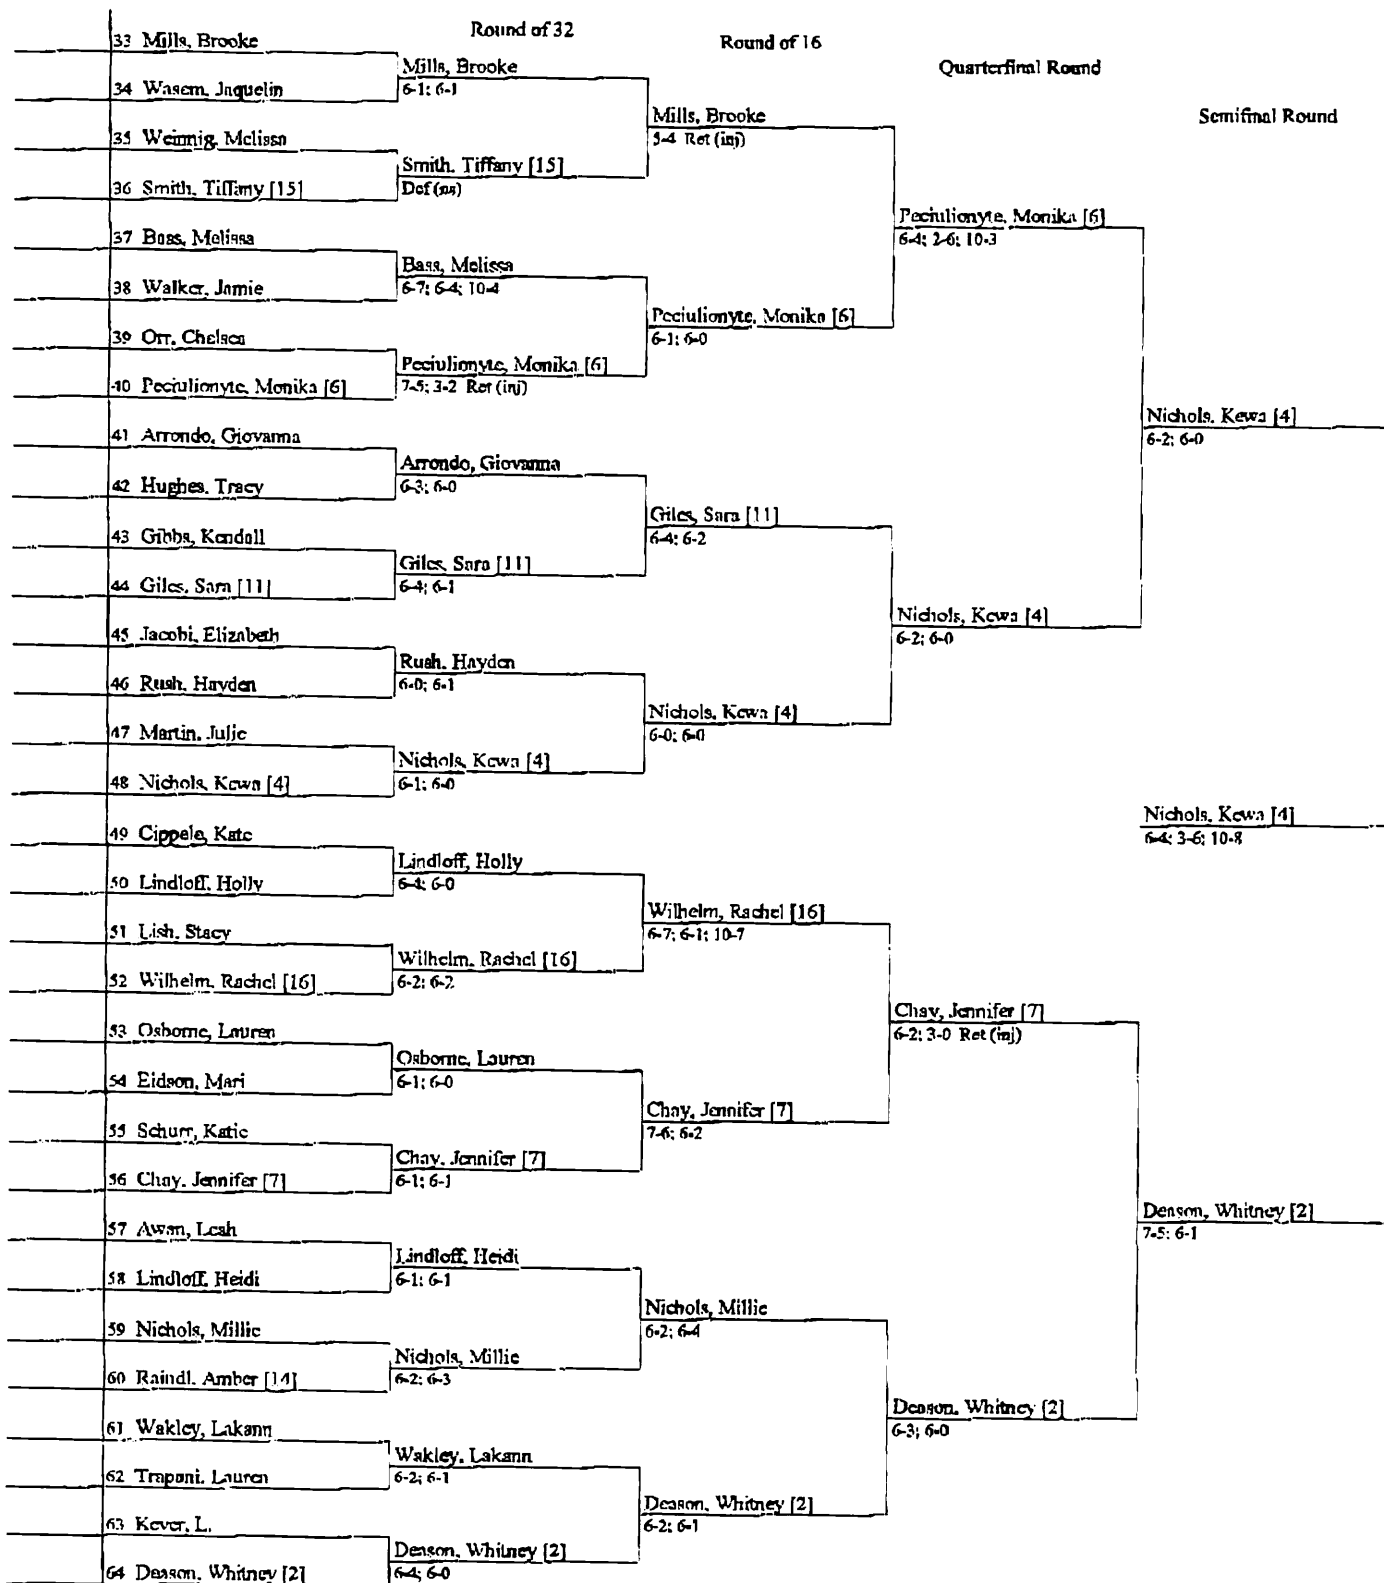 Round of 32
Round of 16
Quarterfinal Round
Semifinal Round
33 Mills, Brooke
34 Wasem, Jaquelin
35 Weinnig, Melissa
36 Smith, Tiffany [15]
37 Bass, Melissa
38 Walker, Jamie
39 Orr, Chelsea
40 Peciulionyte, Monika [6]
41 Arrondo, Giovanna
42 Hughes, Tracy
43 Gibbs, Kendall
44 Giles, Sara [11]
45 Jacobi, Elizabeth
46 Rush, Hayden
47 Martin, Julie
48 Nichols, Kewa [4]
49 Cippele, Kate
50 Lindloff, Holly
51 Lish, Stacy
52 Wilhelm, Rachel [16]
53 Osborne, Lauren
54 Eidson, Mari
55 Schurr, Katie
56 Chay, Jennifer [7]
57 Awan, Leah
58 Lindloff, Heidi
59 Nichols, Millie
60 Raindl, Amber [14]
61 Wakley, Lakann
62 Trapani, Lauren
63 Kever, L.
64 Deason, Whitney [2]
Mills, Brooke
6-1; 6-1
Smith, Tiffany [15]
Def (ns)
Bass, Melissa
6-7; 6-4; 10-4
Peciulionyte, Monika [6]
7-5; 3-2 Ret (inj)
Arrondo, Giovanna
6-3; 6-0
Giles, Sara [11]
6-4; 6-1
Rush, Hayden
6-0; 6-1
Nichols, Kewa [4]
6-1; 6-0
Lindloff, Holly
6-4; 6-0
Wilhelm, Rachel [16]
6-2; 6-2
Osborne, Lauren
6-1; 6-0
Chay, Jennifer [7]
6-1; 6-1
Lindloff, Heidi
6-1; 6-1
Nichols, Millie
6-2; 6-3
Wakley, Lakann
6-2; 6-1
Deason, Whitney [2]
6-4; 6-0
Mills, Brooke
5-4 Ret (inj)
Peciulionyte, Monika [6]
6-1; 6-0
Giles, Sara [11]
6-4; 6-2
Nichols, Kewa [4]
6-0; 6-0
Wilhelm, Rachel [16]
6-7; 6-1; 10-7
Chay, Jennifer [7]
7-6; 6-2
Nichols, Millie
6-2; 6-4
Deason, Whitney [2]
6-2; 6-1
Peciulionyte, Monika [6]
6-4; 2-6; 10-3
Nichols, Kewa [4]
6-2; 6-0
Chay, Jennifer [7]
6-2; 3-0 Ret (inj)
Deason, Whitney [2]
6-3; 6-0
Nichols, Kewa [4]
6-2; 6-0
Nichols, Kewa [4]
6-4; 3-6; 10-8
Deason, Whitney [2]
7-5; 6-1